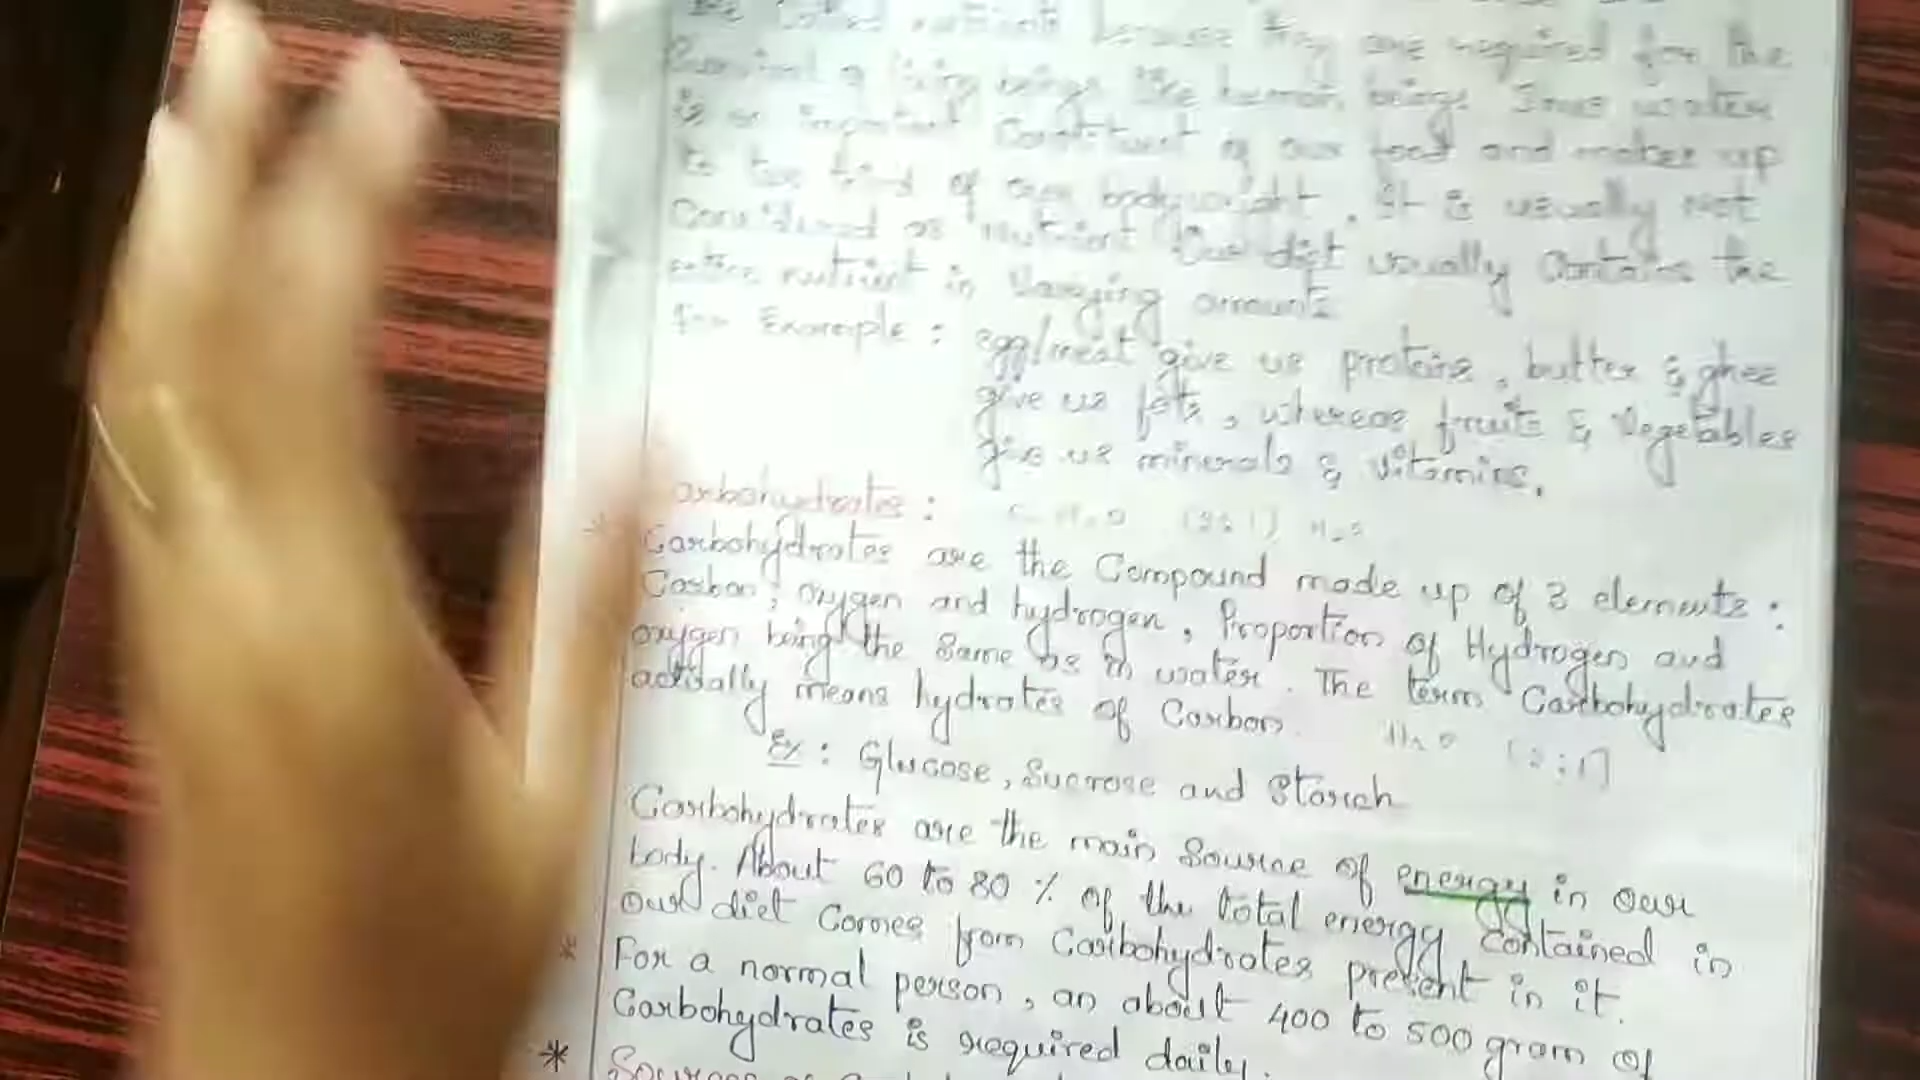 because they are required for the
Survival of living beings like human beings. Since water
is an important Constituent of our food and makes up
to two third of our body weight. It is usually not
Considered as nutrient. Our diet usually Contains the
nutrient in Varying amounts
For Example : egg/meat give us proteins, butter & ghee
give us fats, whereas fruits & Vegetables
give us minerals & vitamins.
arbohydrates :
* Carbohydrates are the Compound made up of 3 elements :
Carbon, oxygen and hydrogen, Proportion of Hydrogen and
oxygen being the Same as in water. The term Carbohydrates
actually means hydrates of Carbon. H₂O (2:1)
Ex : Glucose, Sucrose and Starch
Carbohydrates are the main Source of energy in our
body. About 60 to 80 % of the total energy Contained in
Our diet Comes from Carbohydrates present in it.
* For a normal person, an about 400 to 500 gram of
Carbohydrates is required daily.
* Sources